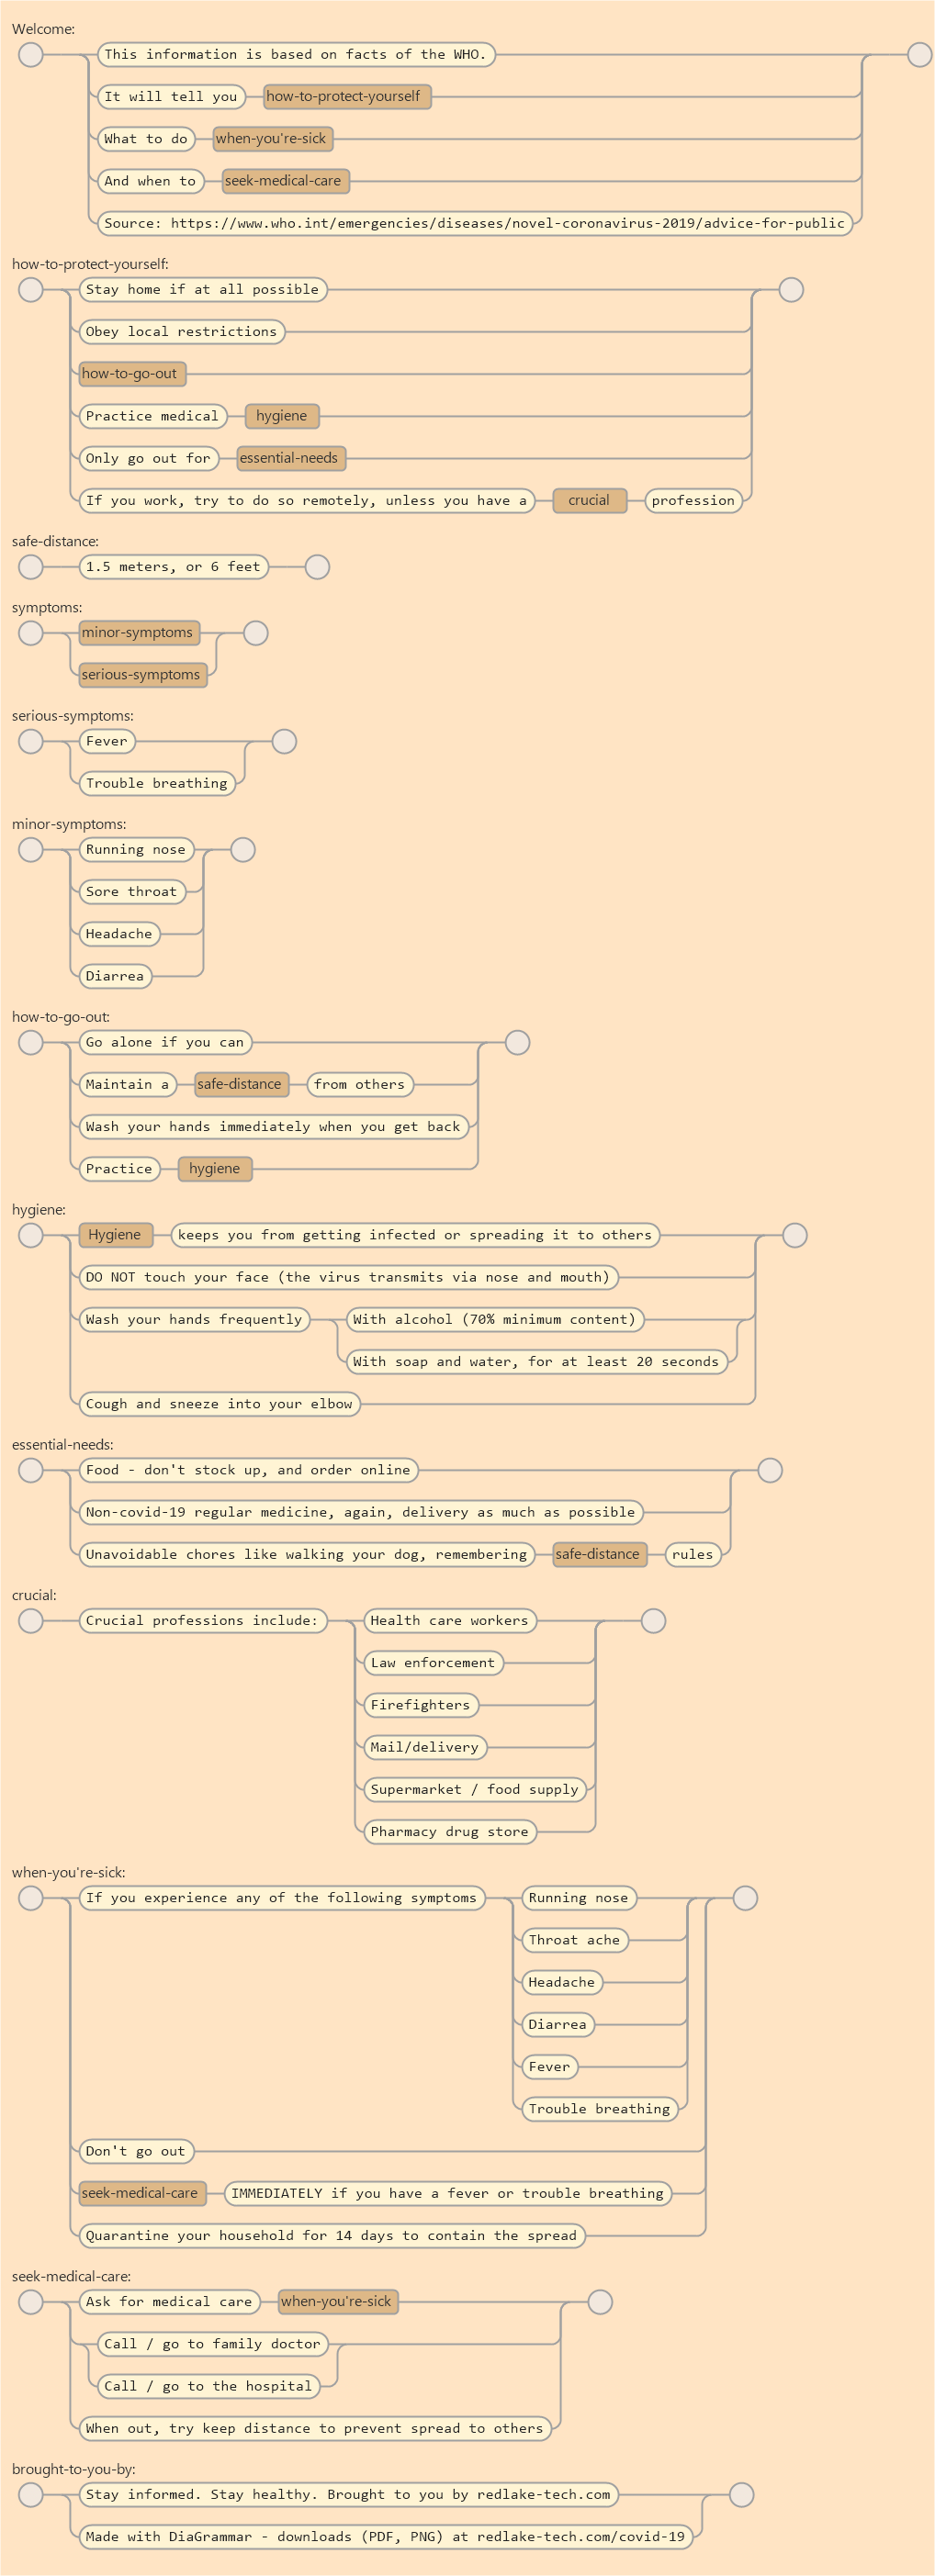 Welcome:
This information is based on facts of the WHO.
It will tell you how-to-protect-yourself
What to do when-you're-sick
And when to seek-medical-care
Source: https://www.who.int/emergencies/diseases/novel-coronavirus-2019/advice-for-public
how-to-protect-yourself:
Stay home if at all possible
Obey local restrictions
how-to-go-out
Practice medical hygiene
Only go out for essential-needs
If you work, try to do so remotely, unless you have a crucial profession
safe-distance:
1.5 meters, or 6 feet
symptoms:
minor-symptoms
serious-symptoms
serious-symptoms:
Fever
Trouble breathing
minor-symptoms:
Running nose
Sore throat
Headache
Diarrea
how-to-go-out:
Go alone if you can
Maintain a safe-distance from others
Wash your hands immediately when you get back
Practice hygiene
hygiene:
Hygiene keeps you from getting infected or spreading it to others
DO NOT touch your face (the virus transmits via nose and mouth)
Wash your hands frequently With alcohol (70% minimum content)
With soap and water, for at least 20 seconds
Cough and sneeze into your elbow
essential-needs:
Food - don't stock up, and order online
Non-covid-19 regular medicine, again, delivery as much as possible
Unavoidable chores like walking your dog, remembering safe-distance rules
crucial:
Crucial professions include: Health care workers
Law enforcement
Firefighters
Mail/delivery
Supermarket / food supply
Pharmacy drug store
when-you're-sick:
If you experience any of the following symptoms Running nose
Throat ache
Headache
Diarrea
Fever
Trouble breathing
Don't go out
seek-medical-care IMMEDIATELY if you have a fever or trouble breathing
Quarantine your household for 14 days to contain the spread
seek-medical-care:
Ask for medical care when-you're-sick
Call / go to family doctor
Call / go to the hospital
When out, try keep distance to prevent spread to others
brought-to-you-by:
Stay informed. Stay healthy. Brought to you by redlake-tech.com
Made with DiaGrammar - downloads (PDF, PNG) at redlake-tech.com/covid-19